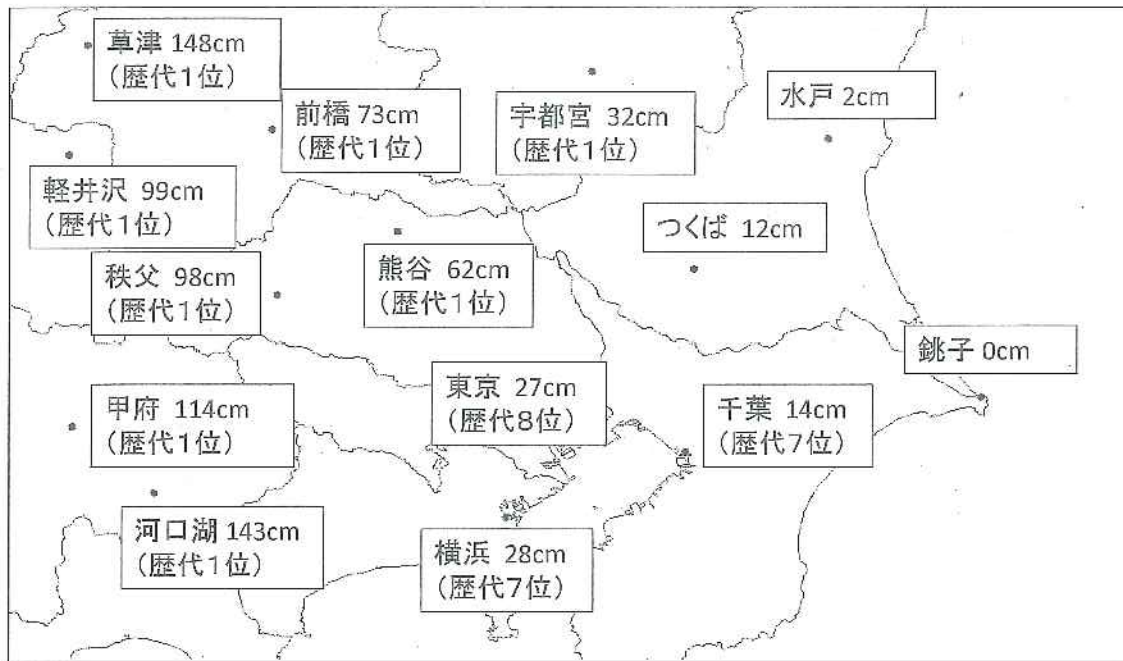 草津 148cm
(歴代1位)
前橋 73cm
(歴代1位)
宇都宮 32cm
(歴代1位)
水戸 2cm
軽井沢 99cm
(歴代1位)
秩父 98cm
(歴代1位)
熊谷 62cm
(歴代1位)
つくば 12cm
銚子 0cm
甲府 114cm
(歴代1位)
東京 27cm
(歴代8位)
千葉 14cm
(歴代7位)
河口湖 143cm
(歴代1位)
横浜 28cm
(歴代7位)